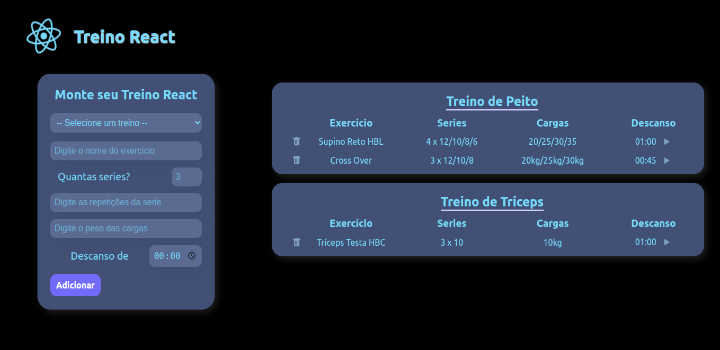 Treino React
Monte seu Treino React
-- Selecione um treino --
Digite o nome do exercício
Quantas series? 3
Digite as repetições da serie
Digite o peso das cargas
Descanso de 00:00
Adicionar
Treino de Peito
Exercício Series Cargas Descanso
Supino Reto HBL 4 x 12/10/8/6 20/25/30/35 01:00
Cross Over 3 x 12/10/8 20kg/25kg/30kg 00:45
Treino de Tríceps
Exercício Series Cargas Descanso
Tríceps Testa HBC 3 x 10 10kg 01:00